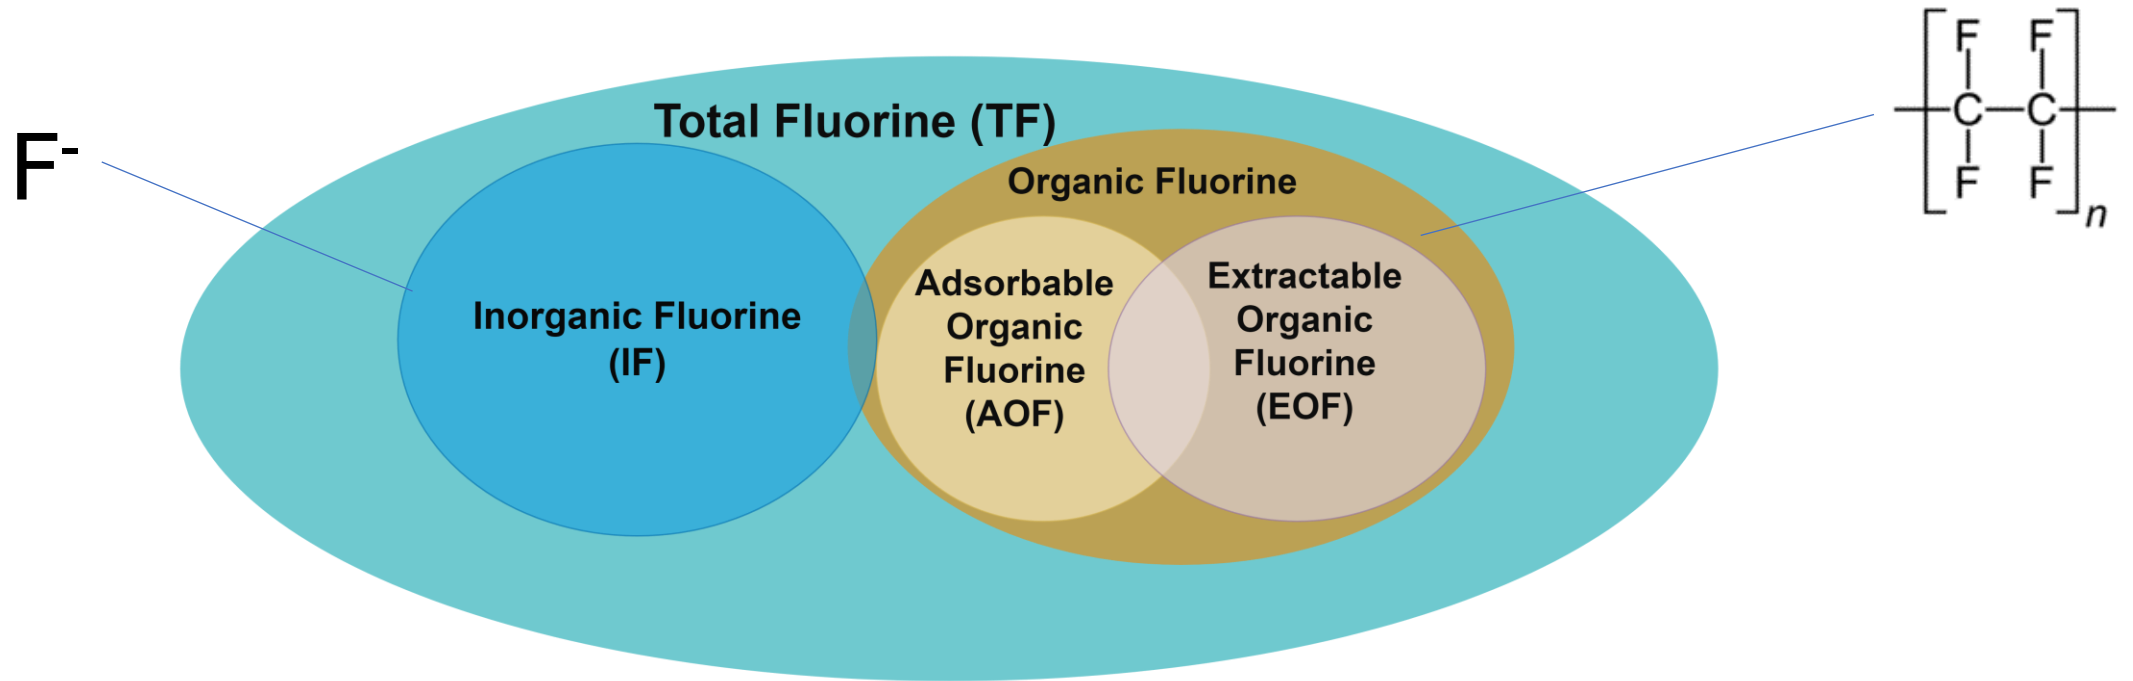 Total Fluorine (TF)
F-
Organic Fluorine
Inorganic Fluorine
(IF)
Adsorbable
Organic
Fluorine
(AOF)
Extractable
Organic
Fluorine
(EOF)
F F
C C
F F
n